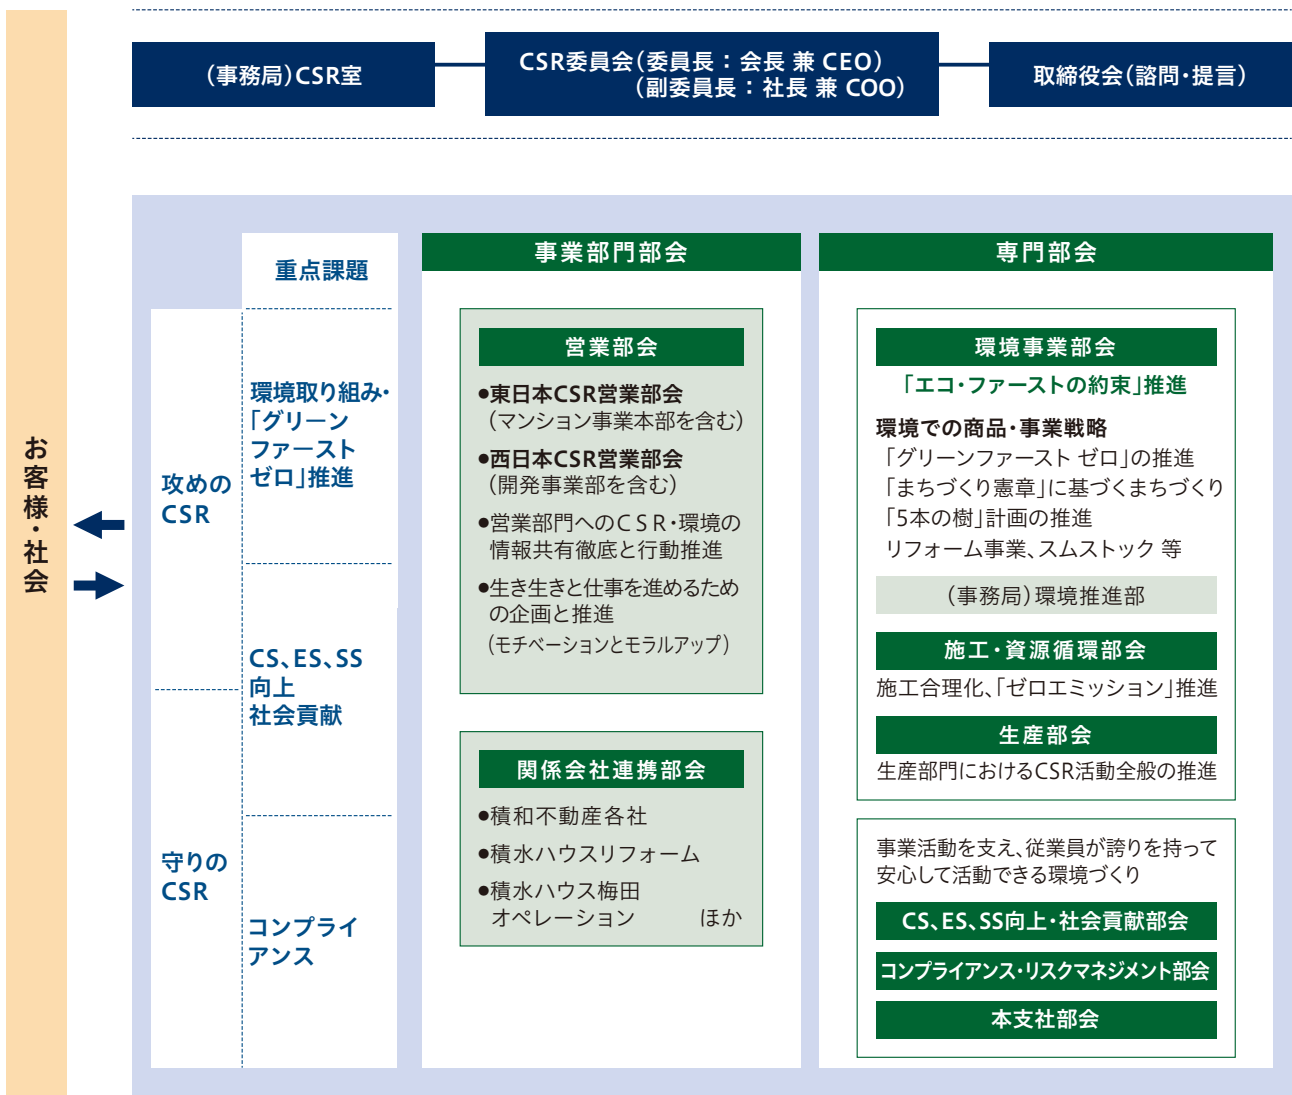 お客様・社会
(事務局)CSR室
CSR委員会(委員長：会長 兼 CEO)
(副委員長：社長 兼 COO)
取締役会(諮問・提言)
重点課題
攻めの
CSR
守りの
CSR
環境取り組み・
「グリーン
ファースト
ゼロ」推進
CS、ES、SS
向上
社会貢献
コンプライ
アンス
事業部門部会
営業部会
●東日本CSR営業部会
(マンション事業本部を含む)
●西日本CSR営業部会
(開発事業部を含む)
●営業部門へのCSR・環境の
情報共有徹底と行動推進
●生き生きと仕事を進めるため
の企画と推進
(モチベーションとモラルアップ)
関係会社連携部会
●積和不動産各社
●積水ハウスリフォーム
●積水ハウス梅田
オペレーション ほか
専門部会
環境事業部会
「エコ・ファーストの約束」推進
環境での商品・事業戦略
「グリーンファースト ゼロ」の推進
「まちづくり憲章」に基づくまちづくり
「5本の樹」計画の推進
リフォーム事業、スムストック 等
(事務局)環境推進部
施工・資源循環部会
施工合理化、「ゼロエミッション」推進
生産部会
生産部門におけるCSR活動全般の推進
事業活動を支え、従業員が誇りを持って
安心して活動できる環境づくり
CS、ES、SS向上・社会貢献部会
コンプライアンス・リスクマネジメント部会
本支社部会